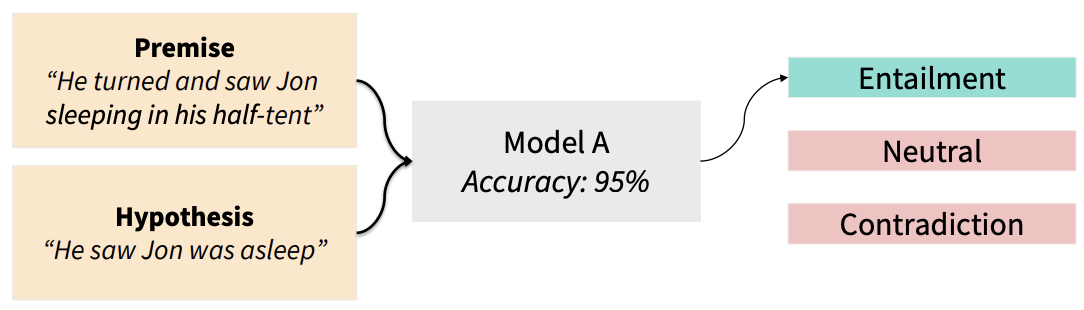 Premise
“He turned and saw Jon
sleeping in his half-tent”
Hypothesis
“He saw Jon was asleep”
Model A
Accuracy: 95%
Entailment
Neutral
Contradiction